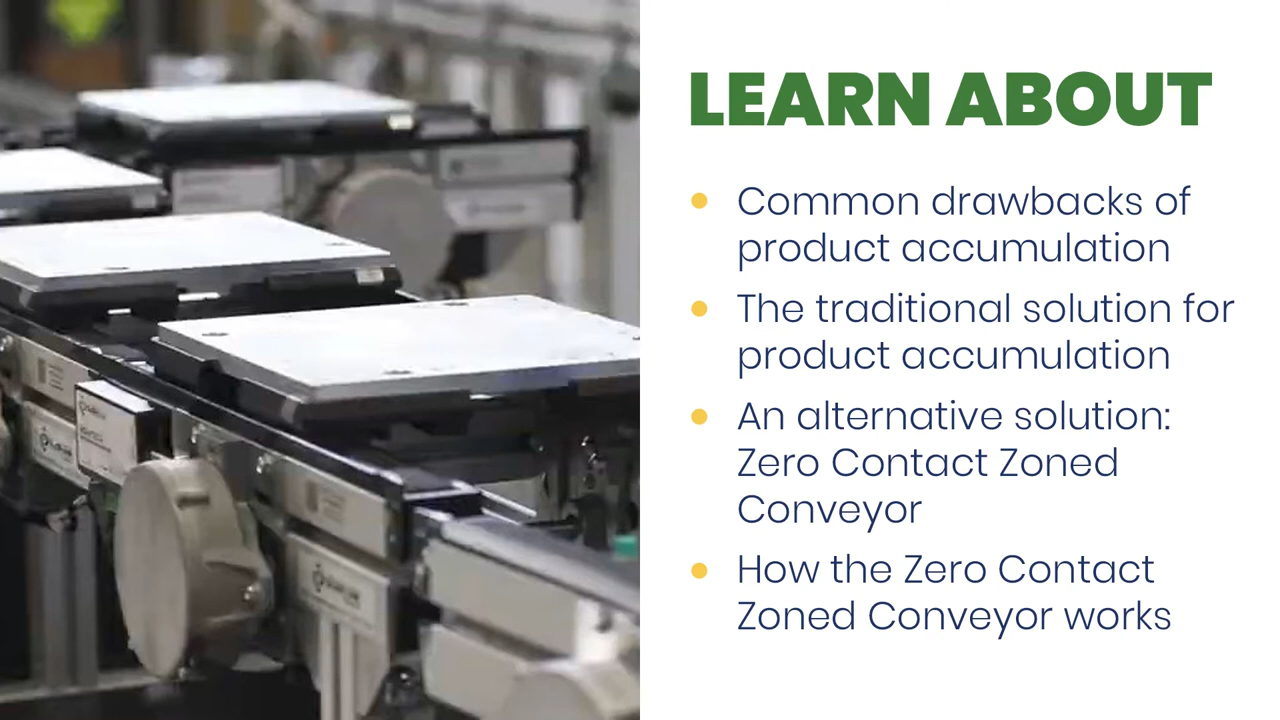 LEARN ABOUT
Common drawbacks of
product accumulation
The traditional solution for
product accumulation
An alternative solution:
Zero Contact Zoned
Conveyor
How the Zero Contact
Zoned Conveyor works